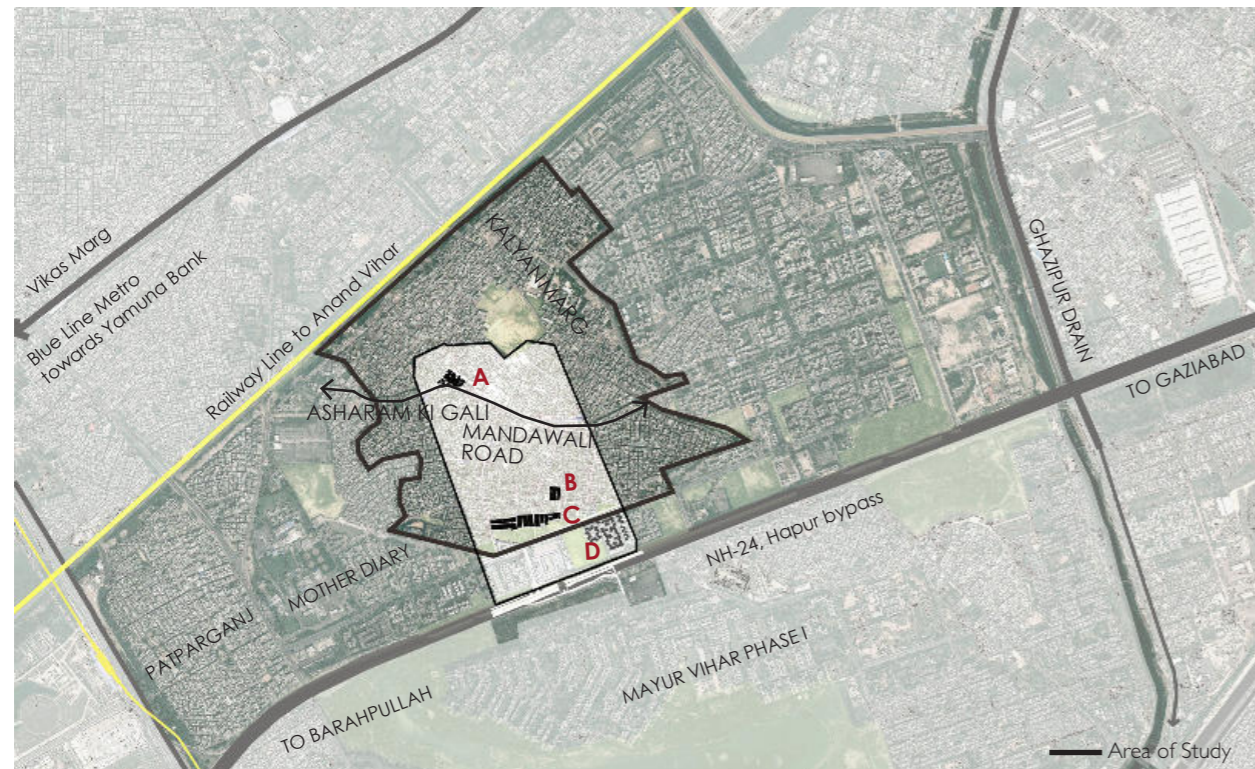 Vikas Marg
Blue Line Metro
towards Yamuna Bank
Railway Line to Anand Vihar
KALYANMARG
GHAZIPUR DRAIN
TO GAZIABAD
A
ASHARAM KI GALI
MANDAWALI
ROAD
B
C
D
NH-24, Hapur bypass
MOTHER DIARY
PATPARGANJ
MAYUR VIHAR PHASE I
TO BARAHPULLAH
Area of Study